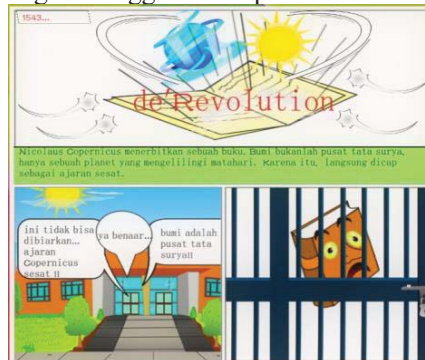 1543...
de'Revolution
Nicolaus Copernicus menerbitkan sebuah buku. Bumi bukanlah pusat tata surya,
hanya sebuah planet yang mengelilingi matahari. Karena itu, langsung dicap
sebagai ajaran sesat.
ini tidak bisa
dibiarkan...
ajaran
Copernicus
sesat !!
ya benaar...
bumi adalah
pusat tata
surya!!